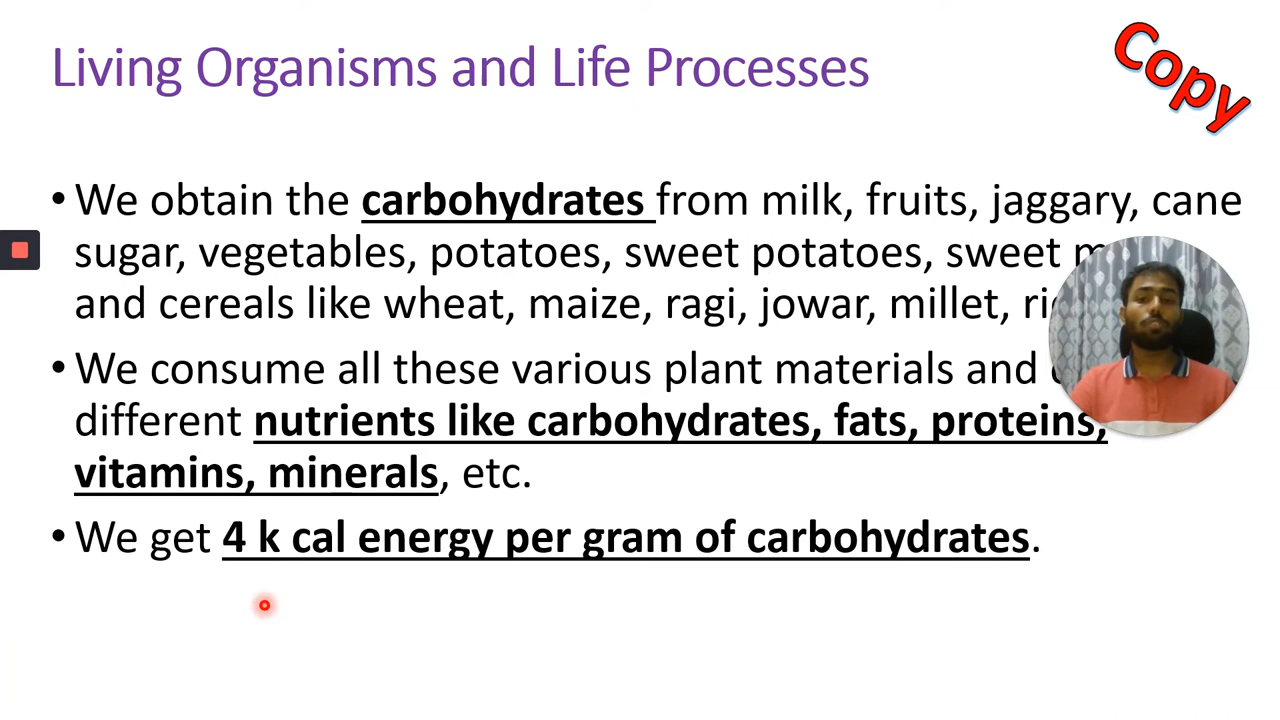 Living Organisms and Life Processes
Copy
• We obtain the carbohydrates from milk, fruits, jaggary, cane
sugar, vegetables, potatoes, sweet potatoes, sweet
and cereals like wheat, maize, ragi, jowar, millet,
• We consume all these various plant materials and
different nutrients like carbohydrates, fats, proteins,
vitamins, minerals, etc.
• We get 4 k cal energy per gram of carbohydrates.